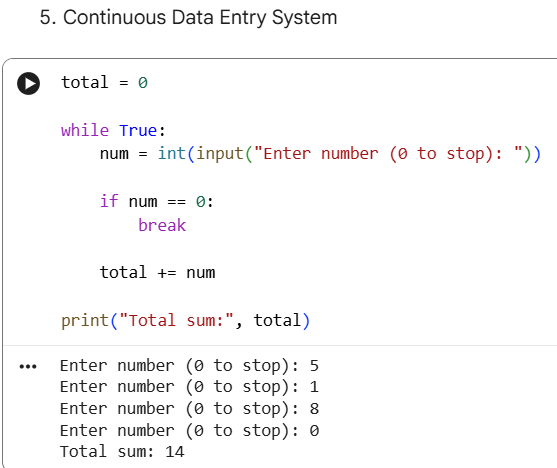 5. Continuous Data Entry System
total = 0
while True:
    num = int(input("Enter number (0 to stop): "))
    if num == 0:
        break
    total += num
print("Total sum:", total)
Enter number (0 to stop): 5
Enter number (0 to stop): 1
Enter number (0 to stop): 8
Enter number (0 to stop): 0
Total sum: 14